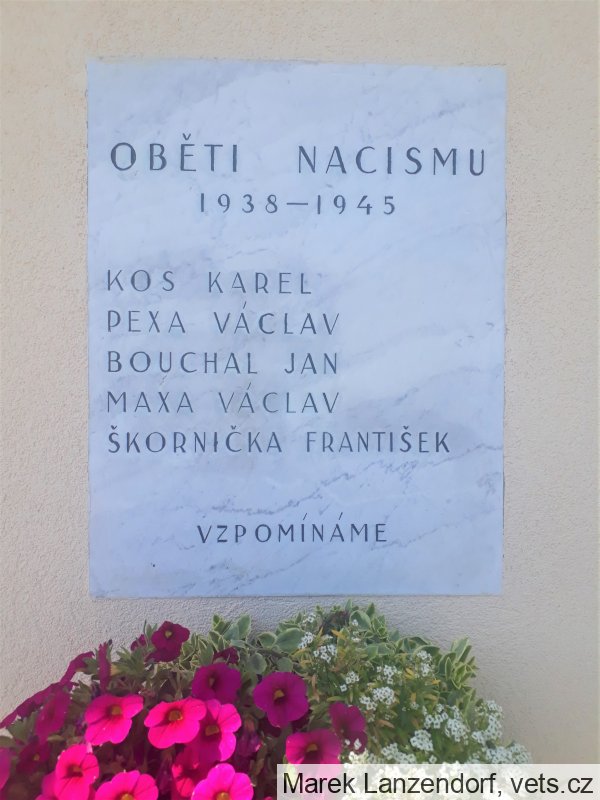 OBĚTI NACISMU
1938—1945
KOS KAREL
PEXA VÁCLAV
BOUCHAL JAN
MAXA VÁCLAV
ŠKORNIČKA FRANTIŠEK
VZPOMÍNÁME
Marek Lanzendorf, vets.cz